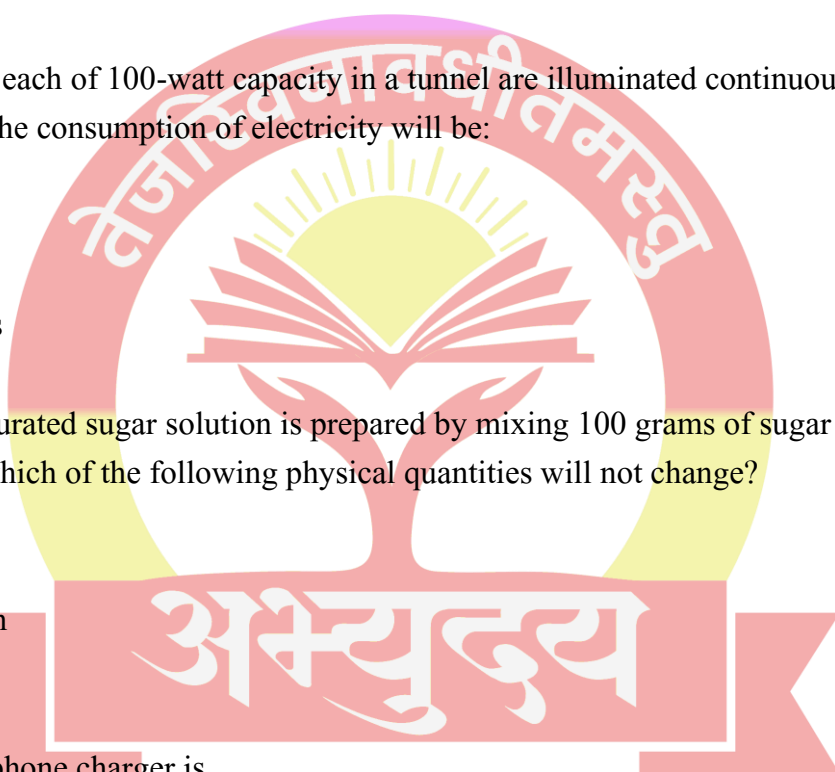 each of 100-watt capacity in a tunnel are illuminated continuou
तेजस्विनावधीतमस्तु
he consumption of electricity will be:
s
urated sugar solution is prepared by mixing 100 grams of sugar
hich of the following physical quantities will not change?
n
अभ्युदय
phone charger is